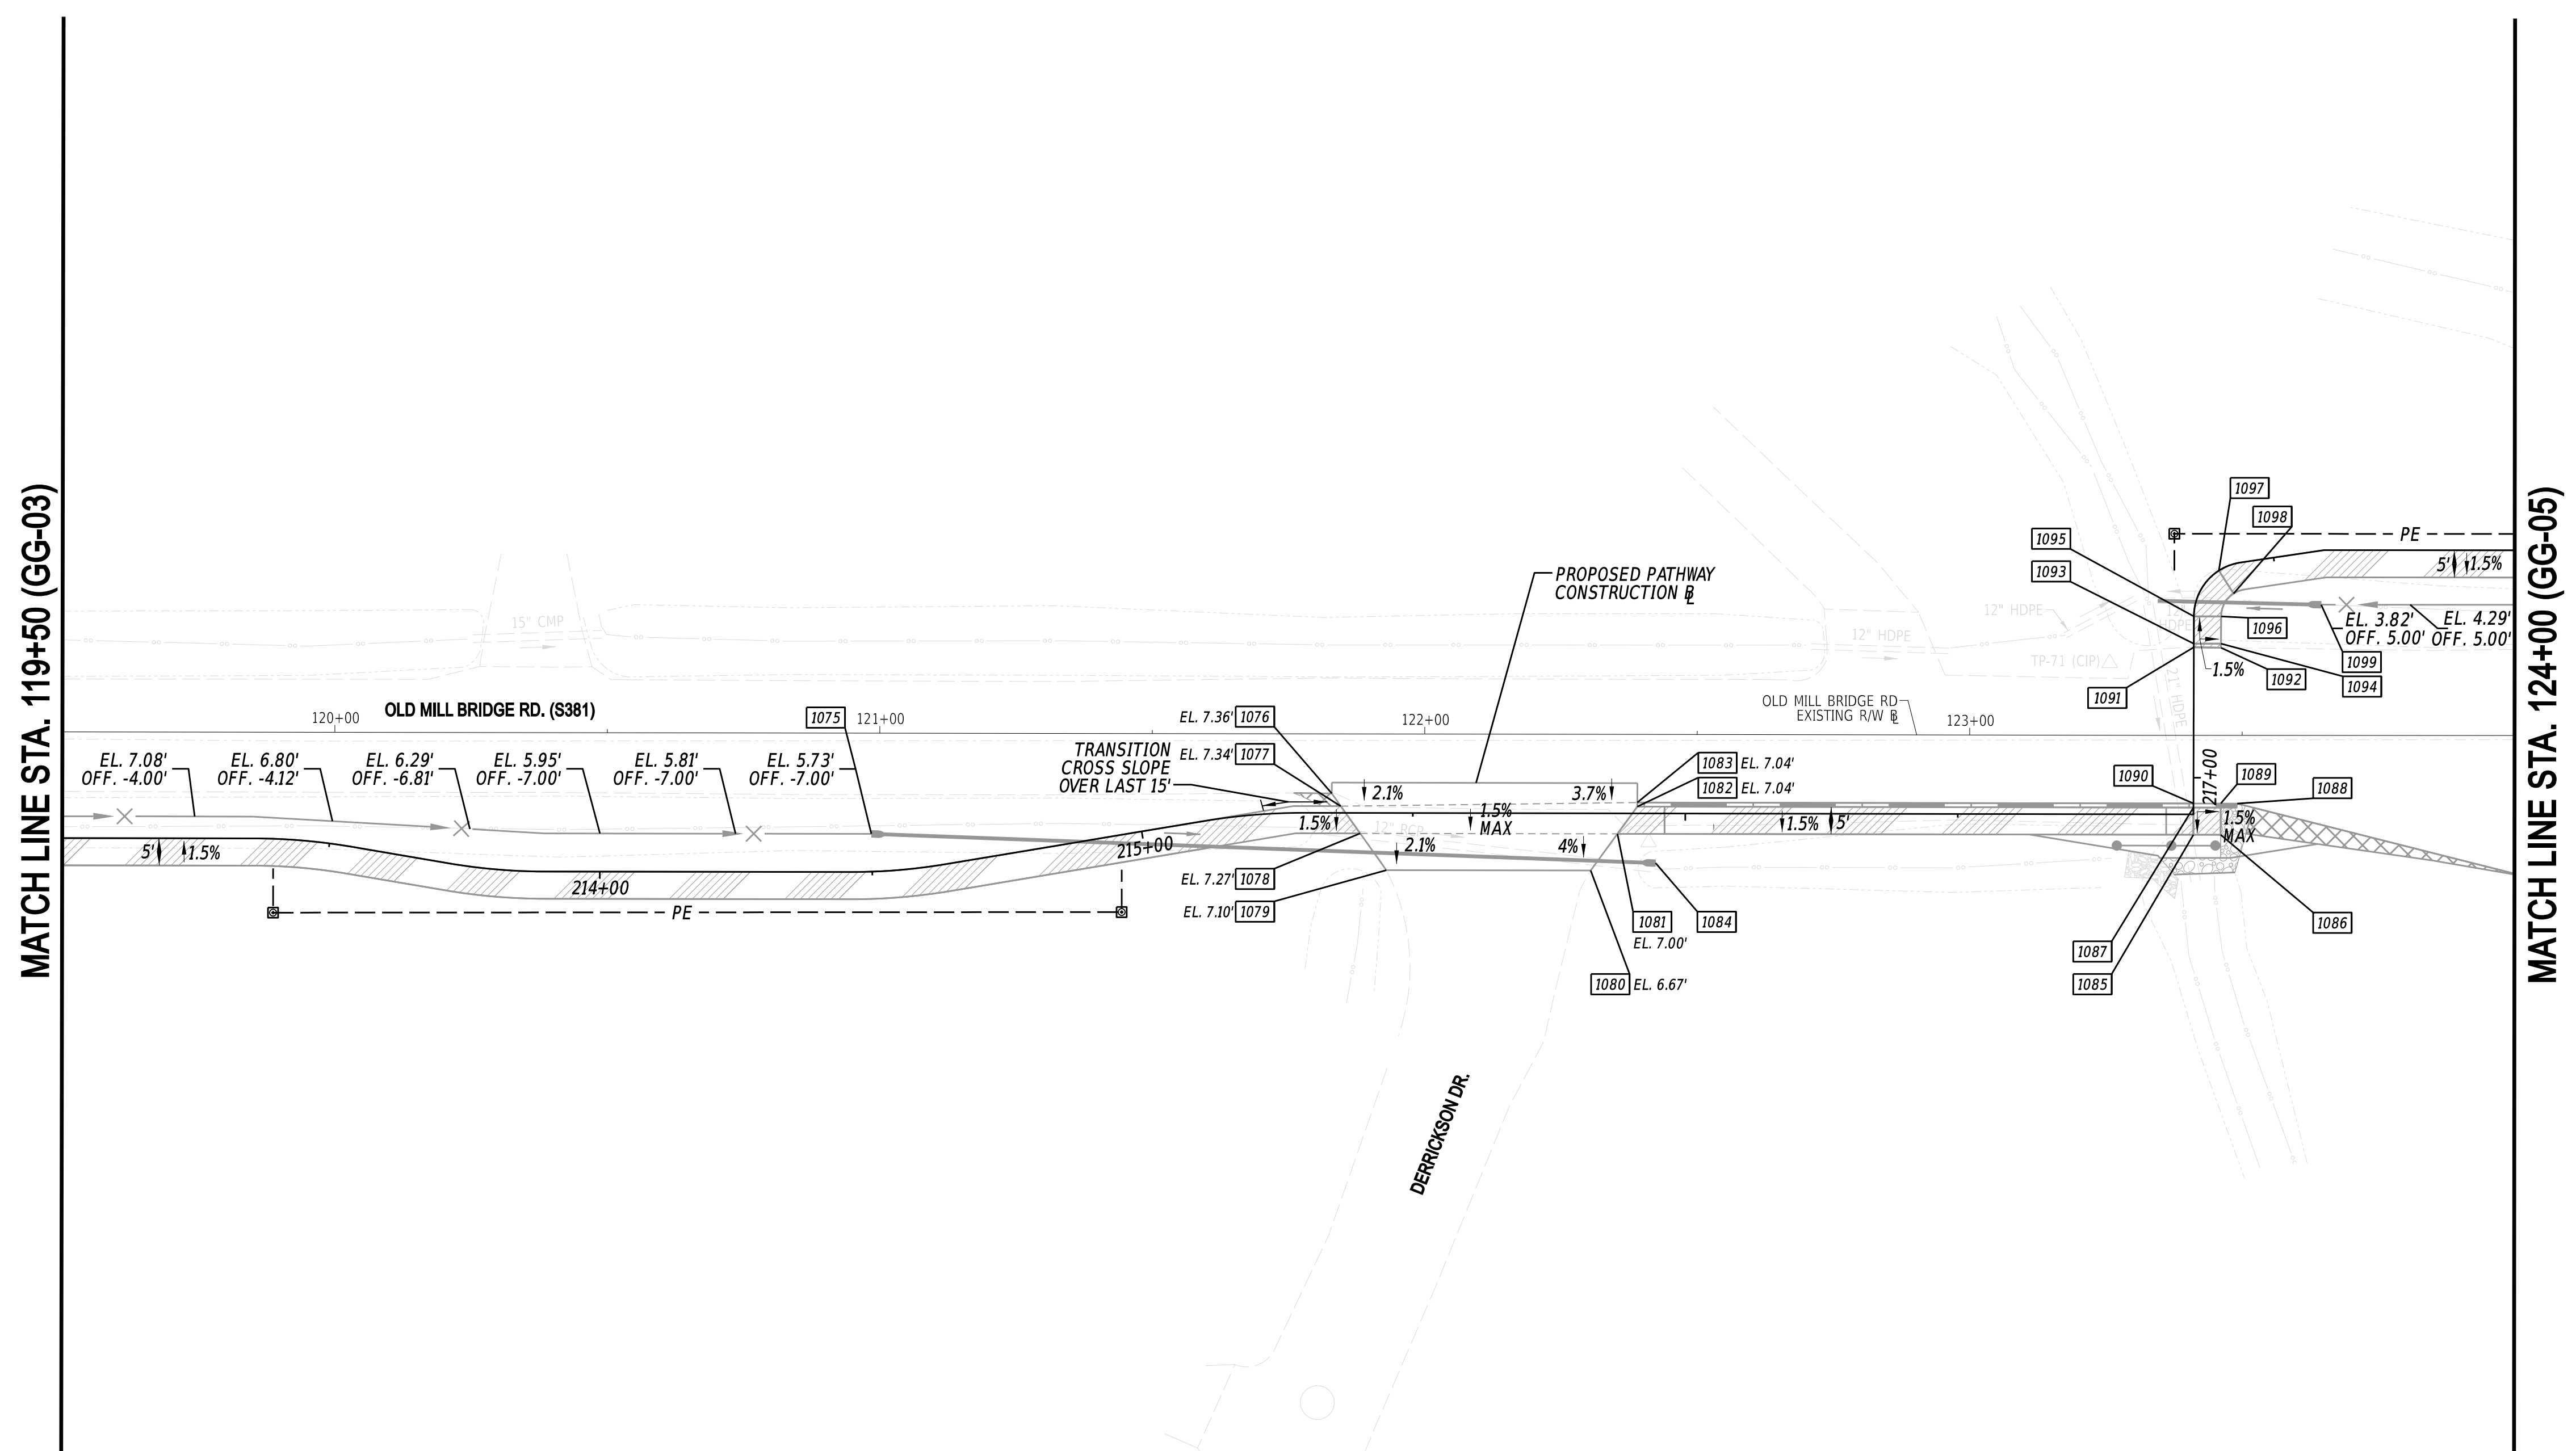 MATCH LINE STA. 119+50 (GG-03)
MATCH LINE STA. 124+00 (GG-05)
1097
1098
1095
PE
1093
5'
1.5%
PROPOSED PATHWAY
CONSTRUCTION BL
12" HDPE
HDPE
EL. 3.82'
OFF. 5.00'
EL. 4.29'
OFF. 5.00'
15" CMP
12" HDPE
1096
TP-71 (CIP)
1.5%
1099
1092
1094
1091
21" HDPE
OLD MILL BRIDGE RD
EXISTING R/W BL
120+00
OLD MILL BRIDGE RD. (S381)
1075
121+00
EL. 7.36'
1076
122+00
123+00
EL. 7.08'
OFF. -4.00'
EL. 6.80'
OFF. -4.12'
EL. 6.29'
OFF. -6.81'
EL. 5.95'
OFF. -7.00'
EL. 5.81'
OFF. -7.00'
EL. 5.73'
OFF. -7.00'
TRANSITION
CROSS SLOPE
OVER LAST 15'
EL. 7.34'
1077
1083
EL. 7.04'
1082
EL. 7.04'
1090
217+00
1089
1088
2.1%
3.7%
1.5%
1.5%
MAX
1.5%
5'
1.5%
MAX
12" RCP
5'
1.5%
215+00
2.1%
4%
214+00
EL. 7.27'
1078
PE
EL. 7.10'
1079
1081
EL. 7.00'
1084
1086
1087
1080
EL. 6.67'
1085
DERRICKSON DR.